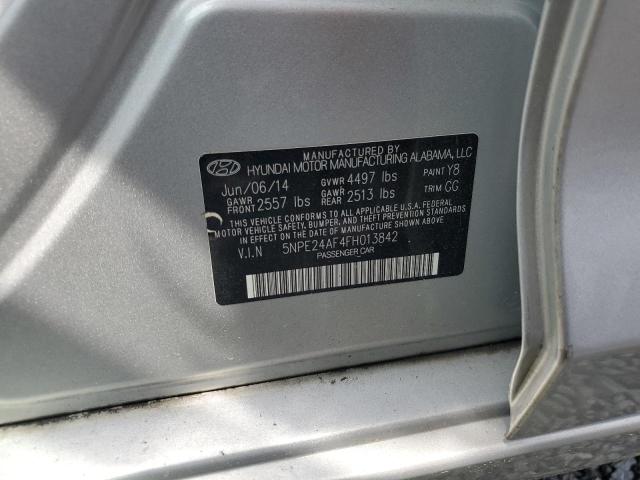 MANUFACTURED BY
HYUNDAI MOTOR MANUFACTURING ALABAMA, LLC
Jun/06/14 GVWR 4497 lbs PAINT Y8
GAWR FRONT 2557 lbs GAWR REAR 2513 lbs TRIM GG
THIS VEHICLE CONFORMS TO ALL APPLICABLE U.S.A. FEDERAL
MOTOR VEHICLE SAFETY, BUMPER, AND THEFT PREVENTION
STANDARDS IN EFFECT ON THE DATE OF MANUFACTURE SHOWN ABOVE.
V.I.N 5NPE24AF4FH013842
PASSENGER CAR